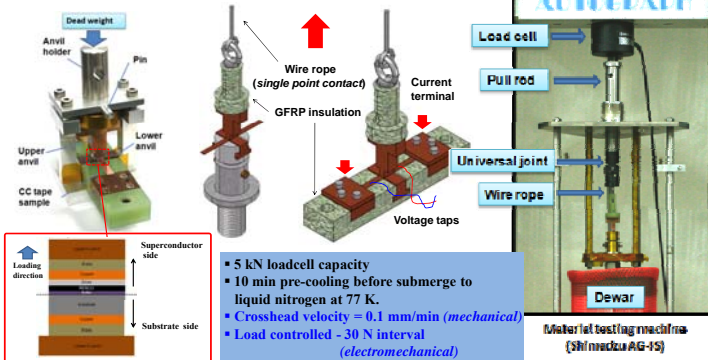 AUTOGRAPH
Dead weight
Anvil
holder
Pin
Lower
anvil
Upper
anvil
CC tape
sample
Wire rope
(single point contact)
GFRP insulation
Current
terminal
Voltage taps
Load cell
Pull rod
Universal joint
Wire rope
Dewar
Material testing machine
(Shimadzu AG-IS)
Superconductor
side
Loading
direction
Substrate side
▪ 5 kN loadcell capacity
▪ 10 min pre-cooling before submerge to
liquid nitrogen at 77 K.
▪ Crosshead velocity = 0.1 mm/min (mechanical)
▪ Load controlled - 30 N interval
(electromechanical)